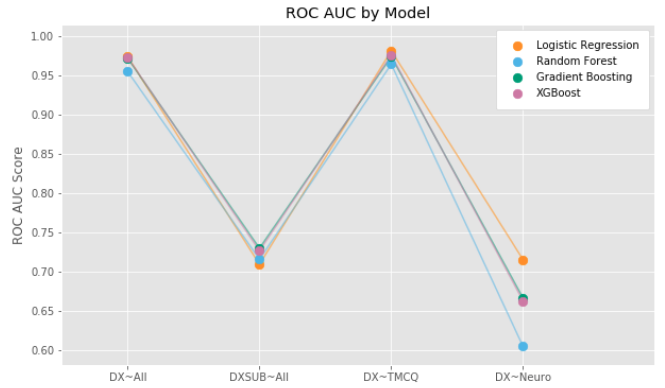 ROC AUC by Model
ROC AUC Score
1.00
0.95
0.90
0.85
0.80
0.75
0.70
0.65
0.60
Logistic Regression
Random Forest
Gradient Boosting
XGBoost
DX~All
DXSUB~All
DX~TMCQ
DX~Neuro